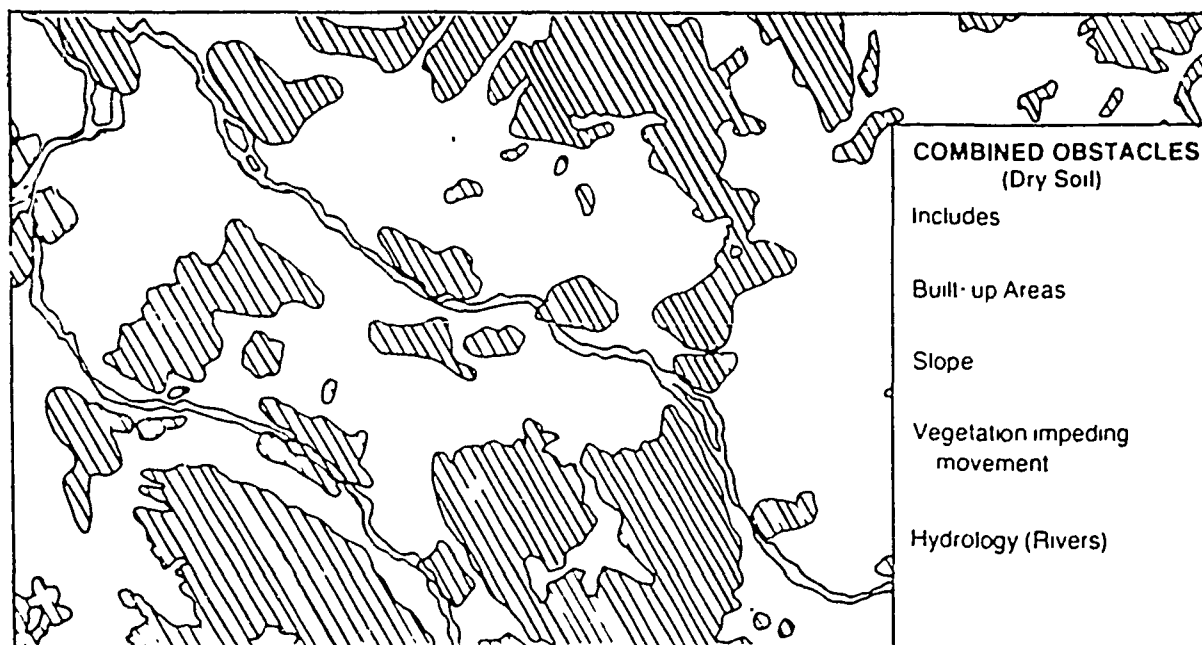 COMBINED OBSTACLES
(Dry Soil)
Includes
Built-up Areas
Slope
Vegetation impeding
movement
Hydrology (Rivers)